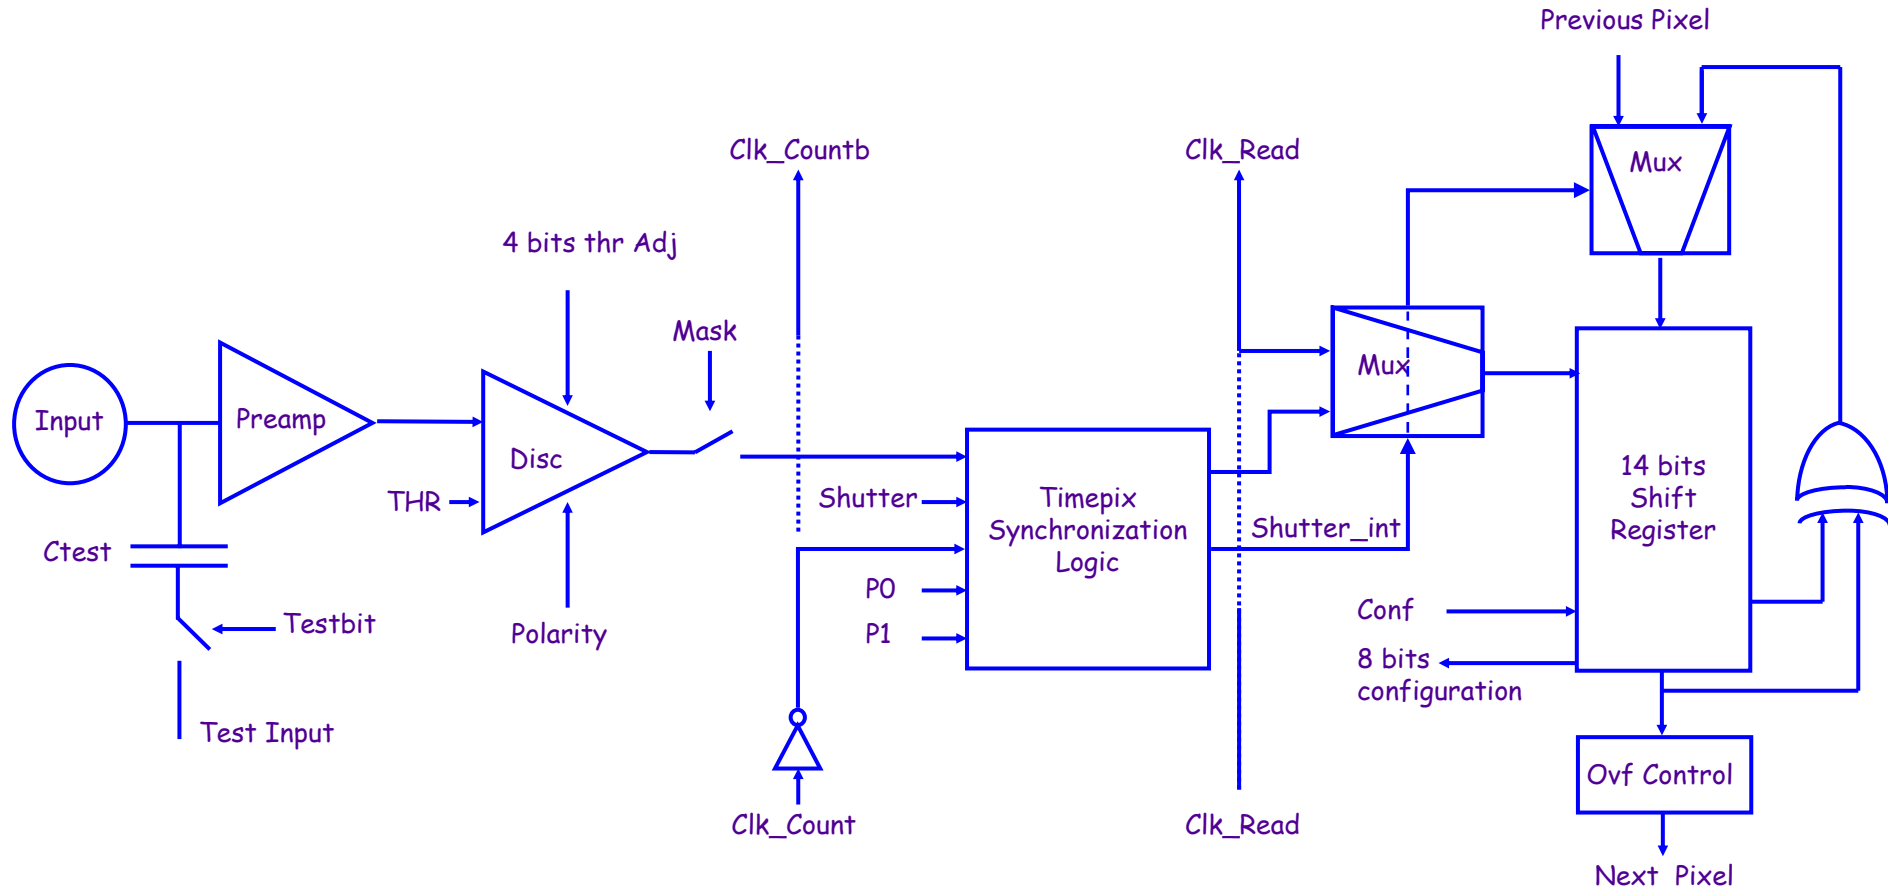 Previous Pixel
Clk_Countb
Clk_Read
Mux
4 bits thr Adj
Mask
Mux
Input
Preamp
Disc
THR
Shutter
Timepix
Synchronization
Logic
Shutter_int
14 bits
Shift
Register
Ctest
P0
P1
Conf
Testbit
Polarity
8 bits
configuration
Test Input
Ovf Control
Clk_Count
Clk_Read
Next Pixel